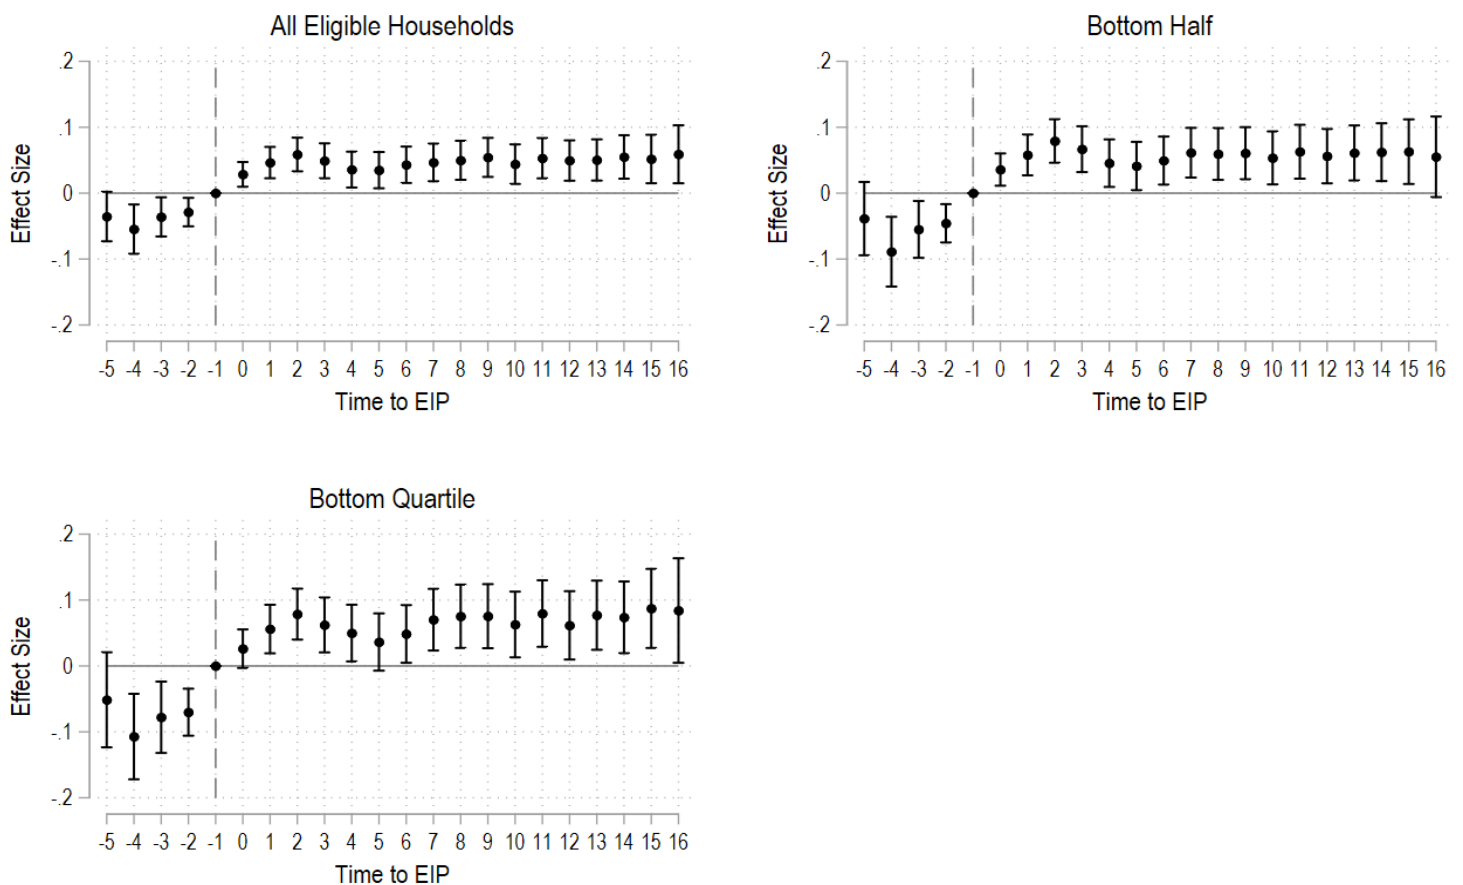 All Eligible Households
Effect Size
.2
.1
0
-.1
-.2
-5 -4 -3 -2 -1 0 1 2 3 4 5 6 7 8 9 10 11 12 13 14 15 16
Time to EIP
Bottom Half
Effect Size
.2
.1
0
-.1
-.2
-5 -4 -3 -2 -1 0 1 2 3 4 5 6 7 8 9 10 11 12 13 14 15 16
Time to EIP
Bottom Quartile
Effect Size
.2
.1
0
-.1
-.2
-5 -4 -3 -2 -1 0 1 2 3 4 5 6 7 8 9 10 11 12 13 14 15 16
Time to EIP